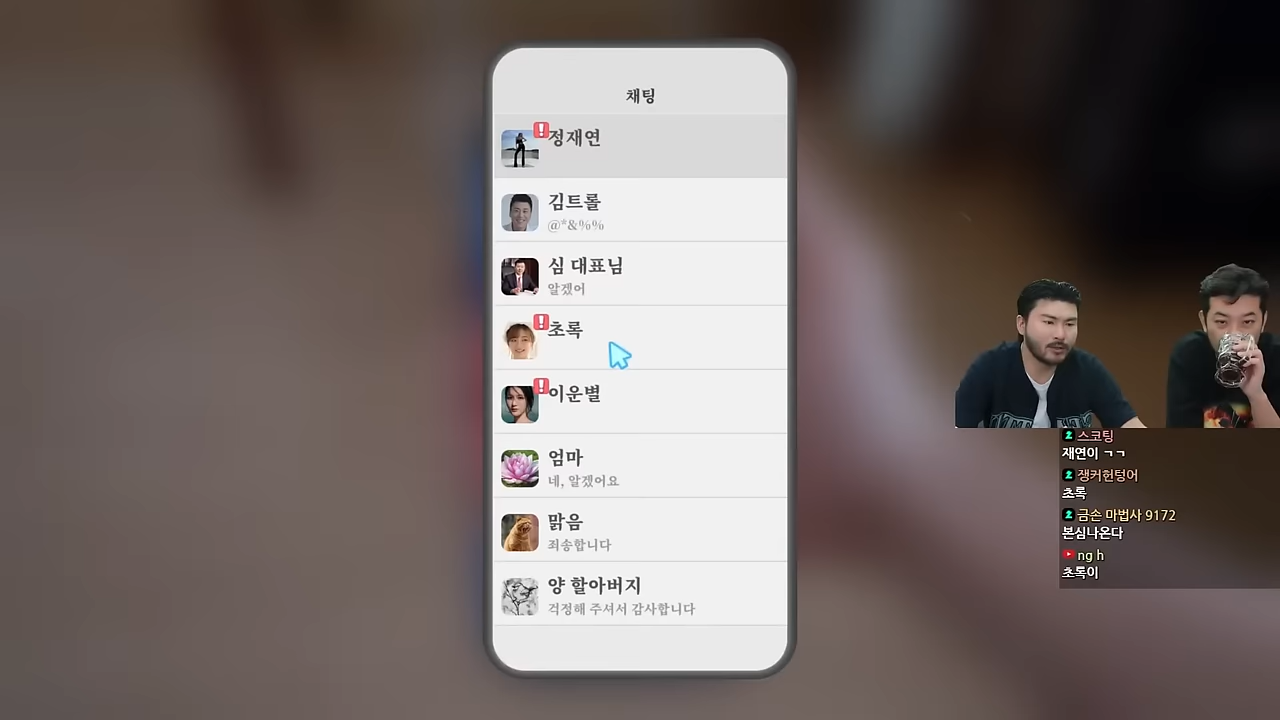 채팅
정재연
김트롤
@*&%%
심 대표님
알겠어
초록
이운별
엄마
네, 알겠어요
맑음
죄송합니다
양 할아버지
걱정해 주셔서 감사합니다
스코팅
재연이 ㄱㄱ
쟁커헌텅어
초록
금손 마법사 9172
본심나온다
ng h
초록이